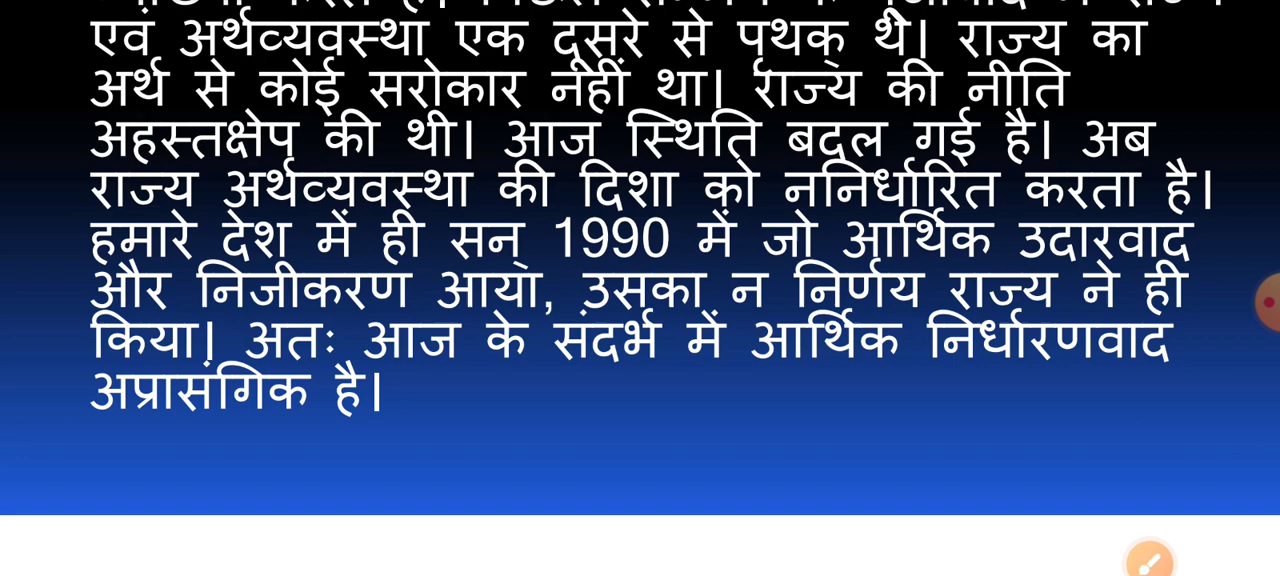 एवं अर्थव्यवस्था एक दूसरे से पृथक् थे। राज्य का
अर्थ से कोई सरोकार नहीं था। राज्य की नीति
अहस्तक्षेप की थी। आज स्थिति बदल गई है। अब
राज्य अर्थव्यवस्था की दिशा को ननिर्धारित करता है।
हमारे देश में ही सन् 1990 में जो आर्थिक उदारवाद
और निजीकरण आया, उसका न निर्णय राज्य ने ही
किया। अतः आज के संदर्भ में आर्थिक निर्धारणवाद
अप्रासंगिक है।